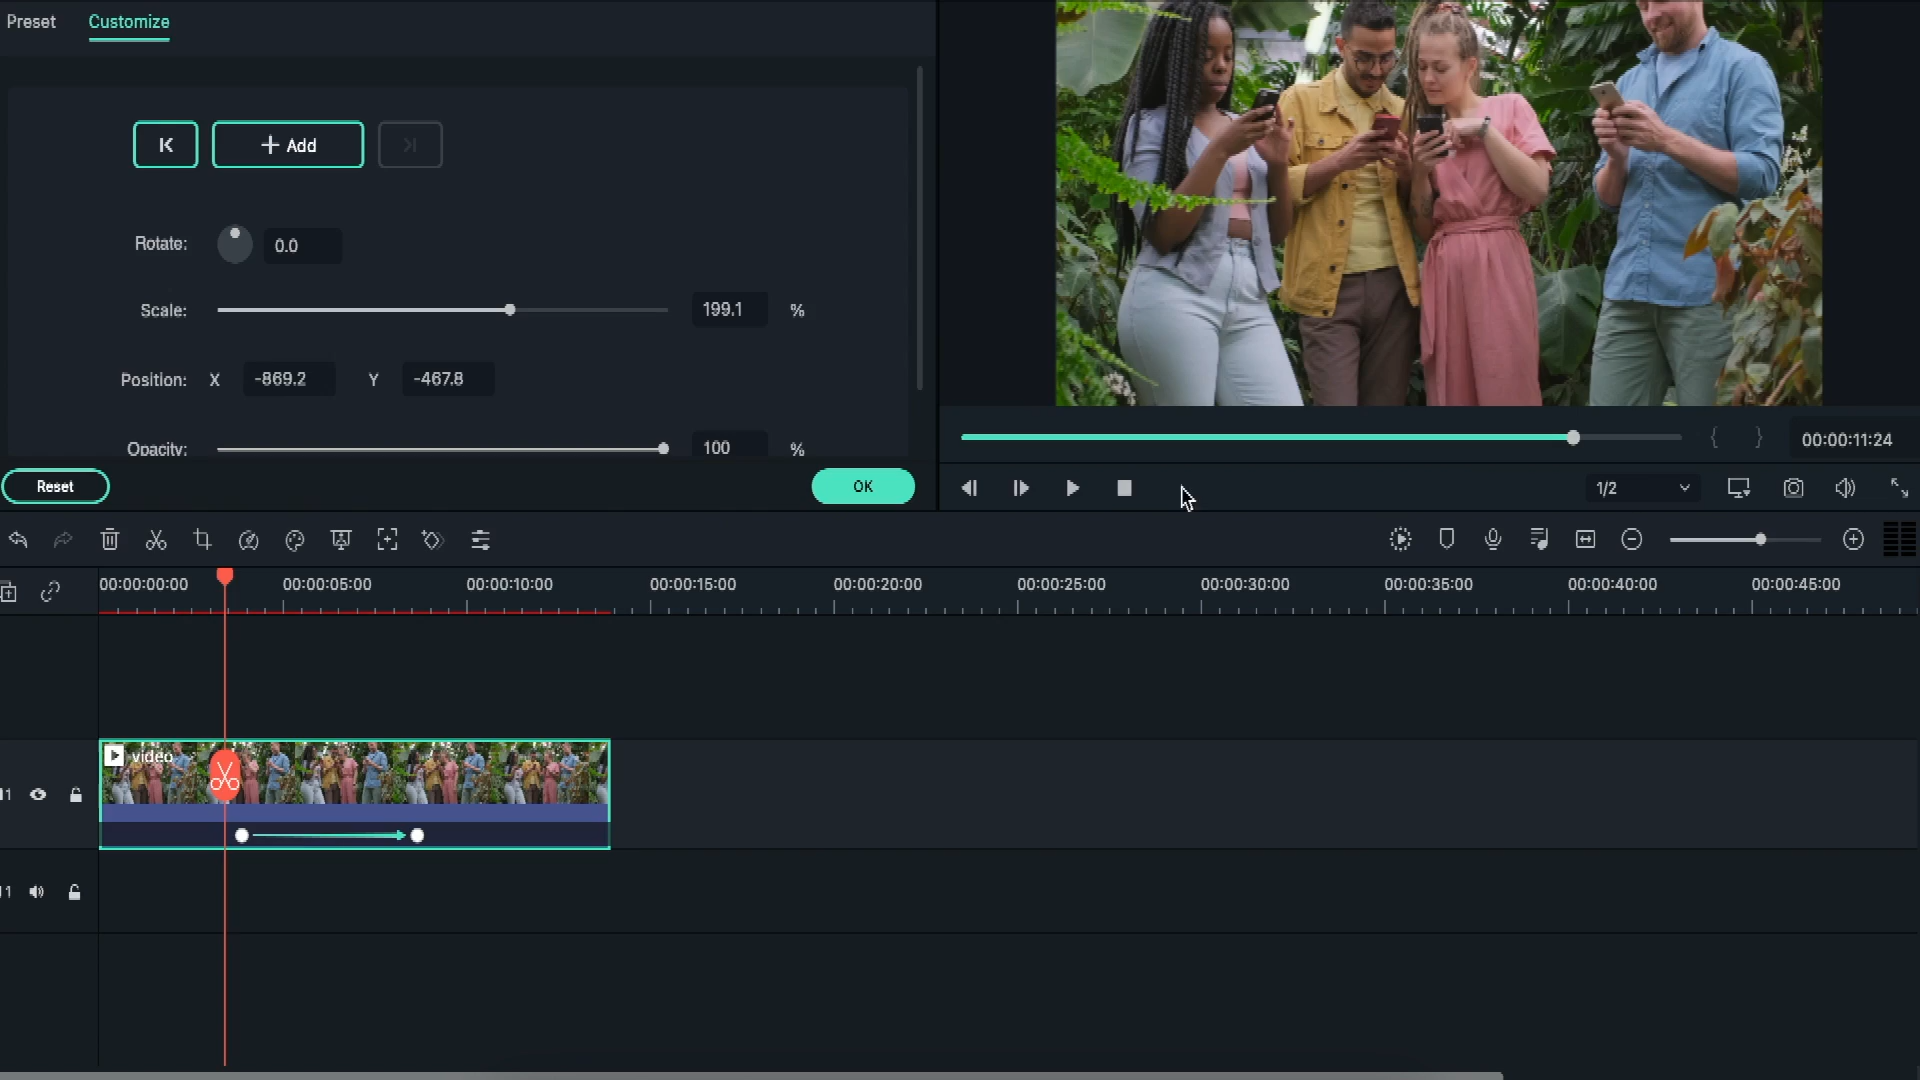 Preset Customize
Add
Rotate: 0.0
Scale: 199.1 %
Position: X -869.2 Y -467.8
Opacity: 100 %
Reset OK
00:00:11:24
1/2
00:00:00:00 00:00:05:00 00:00:10:00 00:00:15:00 00:00:20:00 00:00:25:00 00:00:30:00 00:00:35:00 00:00:40:00 00:00:45:00
video
1
1